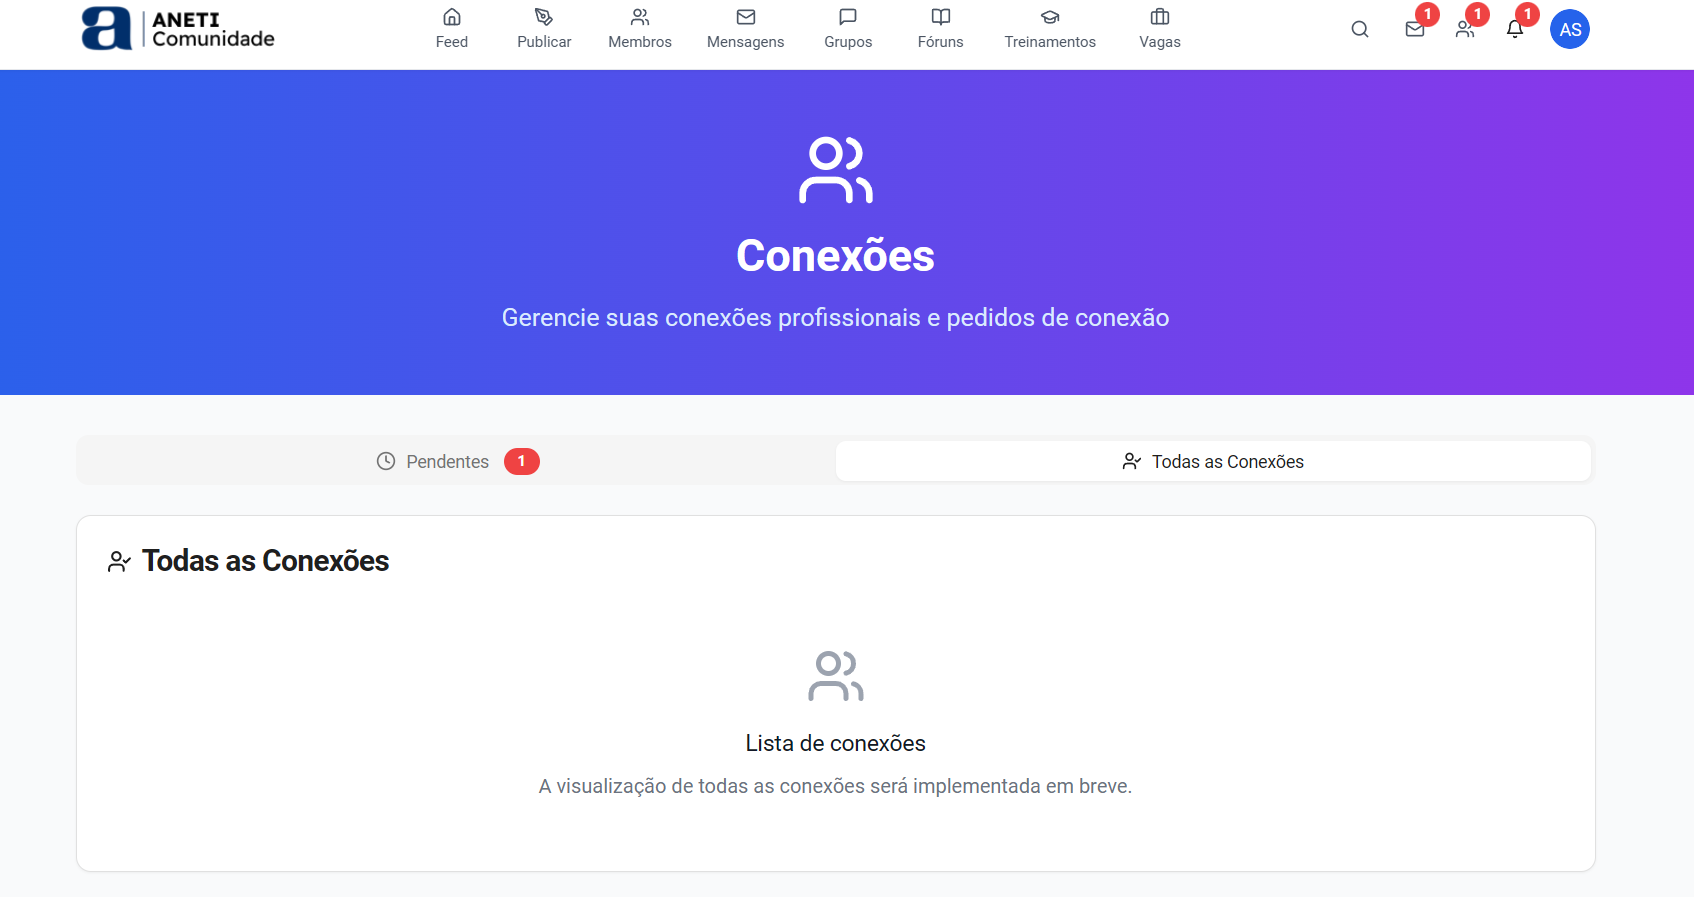 a
ANETI
Comunidade
Feed
Publicar
Membros
Mensagens
Grupos
Fóruns
Treinamentos
Vagas
1
1
1
AS
Conexões
Gerencie suas conexões profissionais e pedidos de conexão
Pendentes 1
Todas as Conexões
Todas as Conexões
Lista de conexões
A visualização de todas as conexões será implementada em breve.